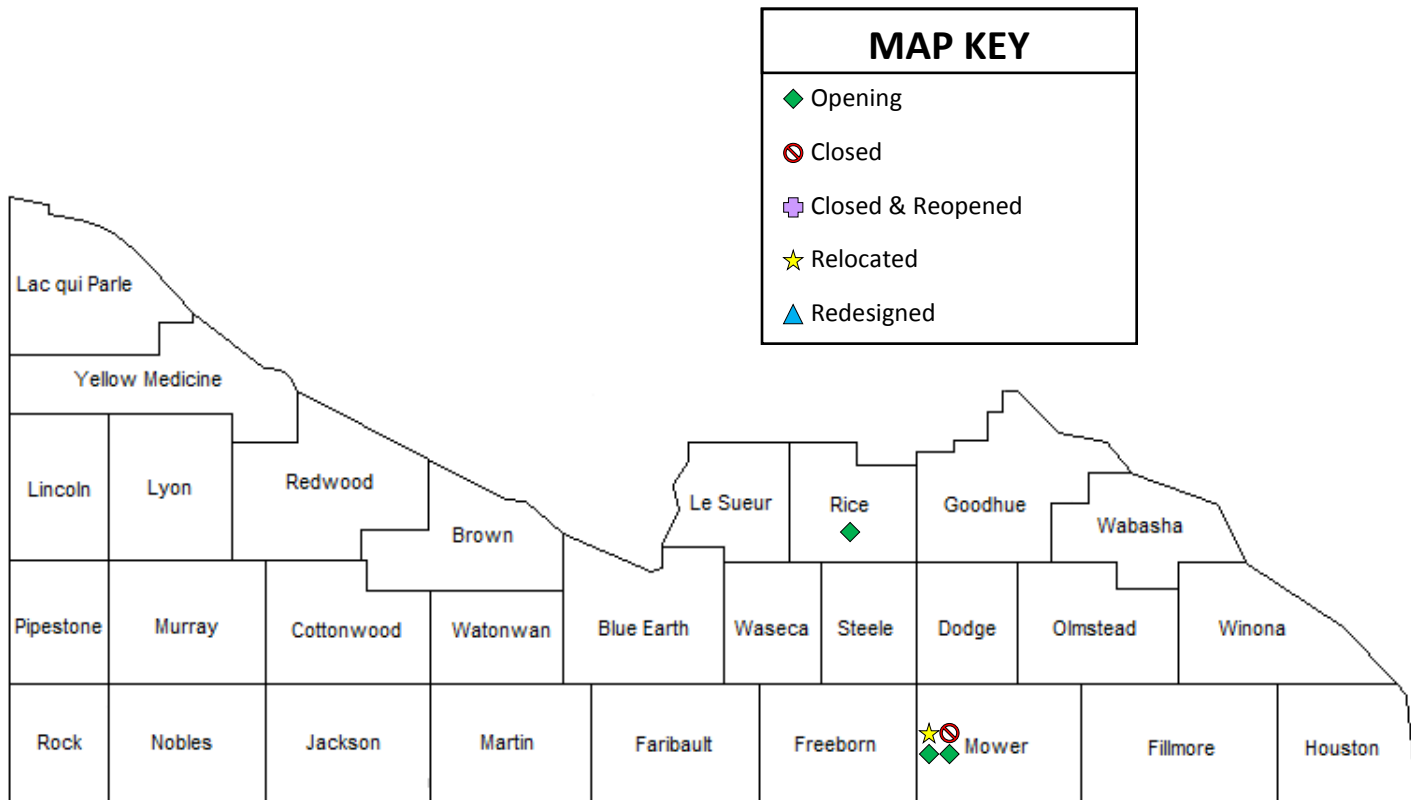 MAP KEY
Opening
Closed
Closed & Reopened
Relocated
Redesigned
Lac qui Parle
Yellow Medicine
Lincoln
Lyon
Redwood
Brown
Le Sueur
Rice
Goodhue
Wabasha
Pipestone
Murray
Cottonwood
Watonwan
Blue Earth
Waseca
Steele
Dodge
Olmstead
Winona
Rock
Nobles
Jackson
Martin
Faribault
Freeborn
Mower
Fillmore
Houston